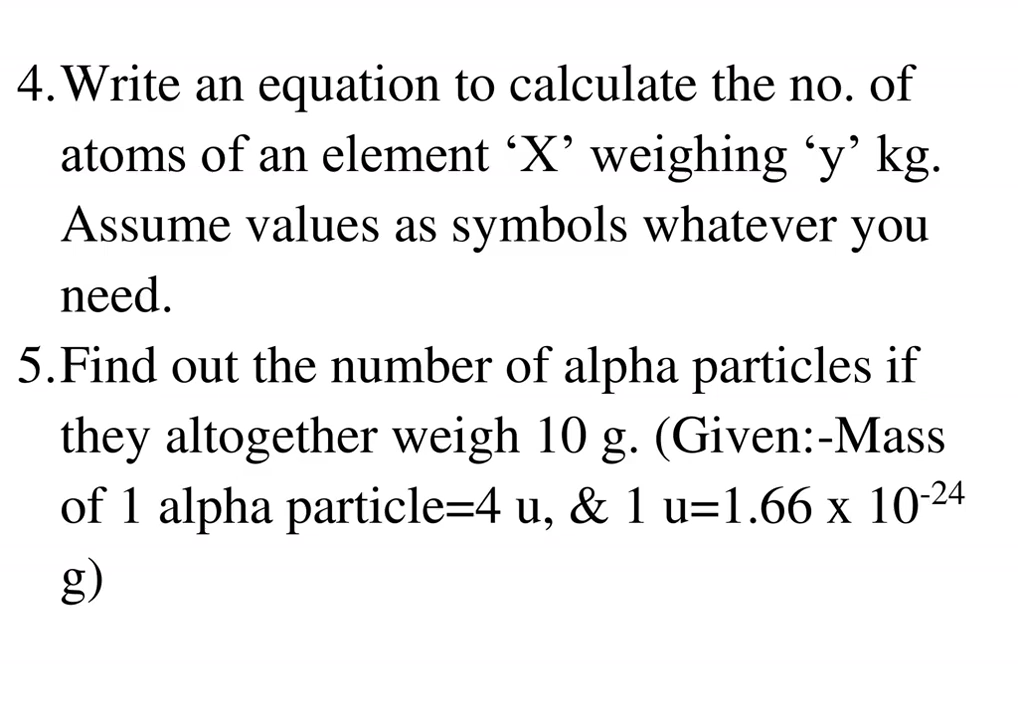 4. Write an equation to calculate the no. of
atoms of an element ‘X’ weighing ‘y’ kg.
Assume values as symbols whatever you
need.
5. Find out the number of alpha particles if
they altogether weigh 10 g. (Given:-Mass
of 1 alpha particle=4 u, & 1 u=1.66 x 10⁻²⁴
g)